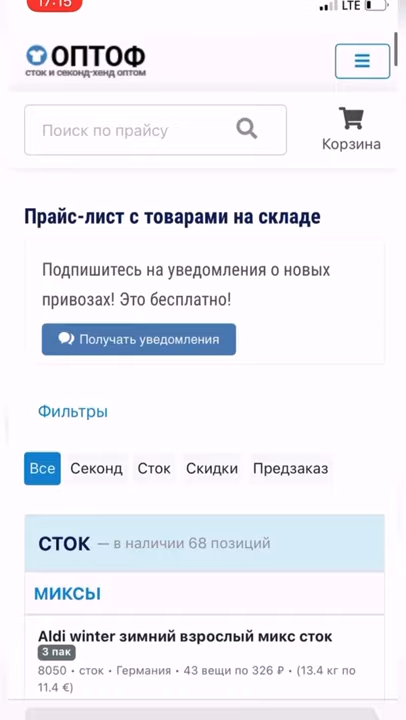 17:15
LTE
ОПТОФ
сток и секонд-хенд оптом
Поиск по прайсу
Корзина
Прайс-лист с товарами на складе
Подпишитесь на уведомления о новых
привозах! Это бесплатно!
Получать уведомления
Фильтры
Все Секонд Сток Скидки Предзаказ
СТОК — в наличии 68 позиций
МИКСЫ
Aldi winter зимний взрослый микс сток
3 пак
8050 • сток • Германия • 43 вещи по 326 ₽ • (13.4 кг по
11.4 €)